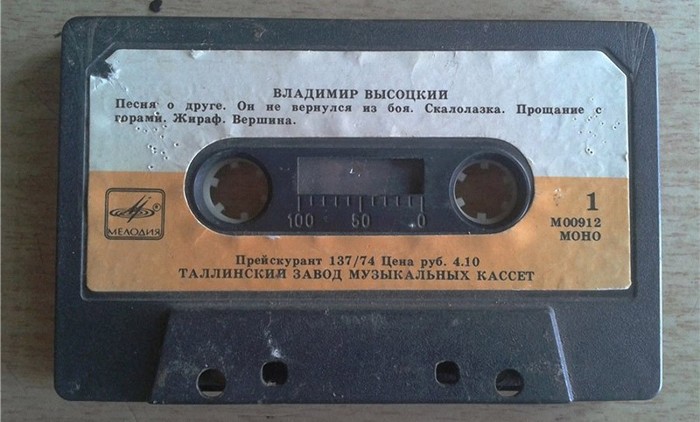 ВЛАДИМИР ВЫСОЦКИЙ
Песня о друге. Он не вернулся из боя. Скалолазка. Прощание с
горами. Жираф. Вершина.
МЕЛОДИЯ
100 50 0
1
М00912
МОНО
Прейскурант 137/74 Цена руб. 4.10
ТАЛЛИНСКИЙ ЗАВОД МУЗЫКАЛЬНЫХ КАССЕТ